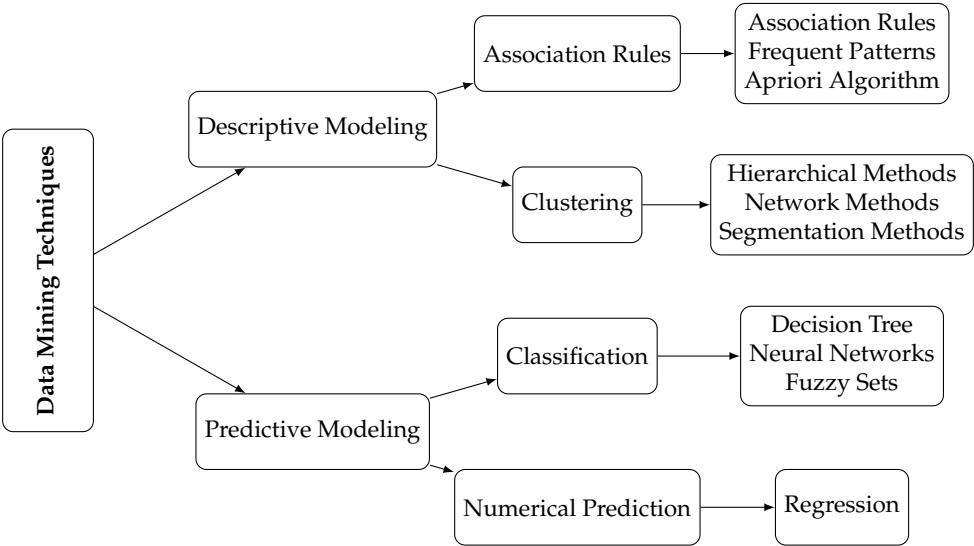 Data Mining Techniques
Descriptive Modeling
Association Rules
Association Rules
Frequent Patterns
Apriori Algorithm
Clustering
Hierarchical Methods
Network Methods
Segmentation Methods
Predictive Modeling
Classification
Decision Tree
Neural Networks
Fuzzy Sets
Numerical Prediction
Regression